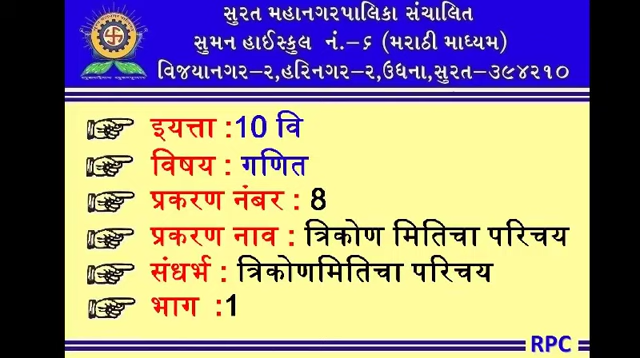 સુરત મહાનગરપાલિકા સંચાલિત
સુમન હાઈસ્કુલ નં.-૬ (મરાઠી માધ્યમ)
વિજયાનગર-૨,હરિનગર-૨,ઉધના,સુરત-૩૯૪૨૧૦
इयत्ता :10 वि
विषय : गणित
प्रकरण नंबर : 8
प्रकरण नाव : त्रिकोण मितिचा परिचय
संधर्भ : त्रिकोणमितिचा परिचय
भाग :1
RPC